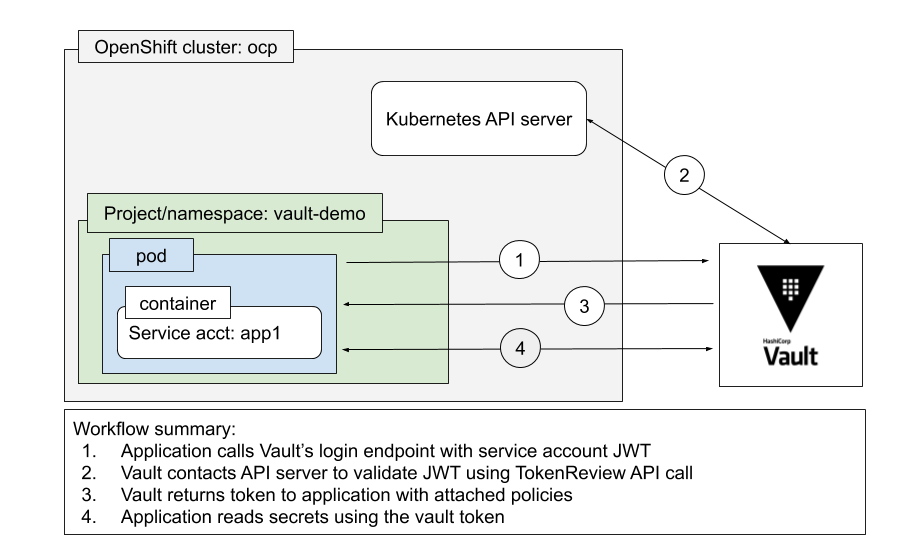 OpenShift cluster: ocp
Kubernetes API server
2
Project/namespace: vault-demo
pod
1
container
3
Service acct: app1
4
HashiCorp
Vault
Workflow summary:
1. Application calls Vault’s login endpoint with service account JWT
2. Vault contacts API server to validate JWT using TokenReview API call
3. Vault returns token to application with attached policies
4. Application reads secrets using the vault token